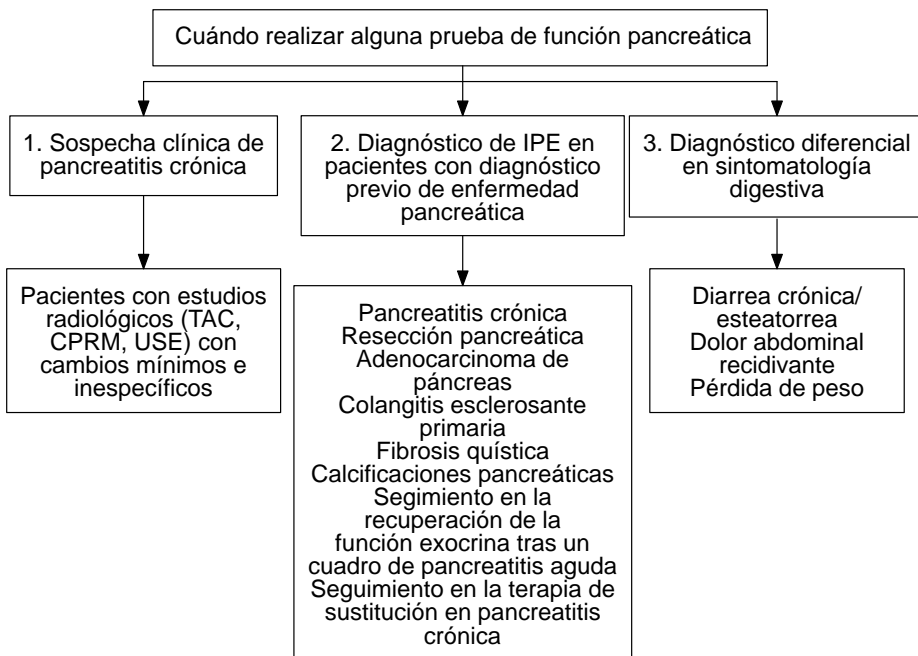 Cuándo realizar alguna prueba de función pancreática
1. Sospecha clínica de
pancreatitis crónica
2. Diagnóstico de IPE en
pacientes con diagnóstico
previo de enfermedad
pancreática
3. Diagnóstico diferencial
en sintomatología
digestiva
Pacientes con estudios
radiológicos (TAC,
CPRM, USE) con
cambios mínimos e
inespecíficos
Pancreatitis crónica
Resección pancreática
Adenocarcinoma de
páncreas
Colangitis esclerosante
primaria
Fibrosis quística
Calcificaciones pancreáticas
Segimiento en la
recuperación de la
función exocrina tras un
cuadro de pancreatitis aguda
Seguimiento en la terapia de
sustitución en pancreatitis
crónica
Diarrea crónica/
esteatorrea
Dolor abdominal
recidivante
Pérdida de peso